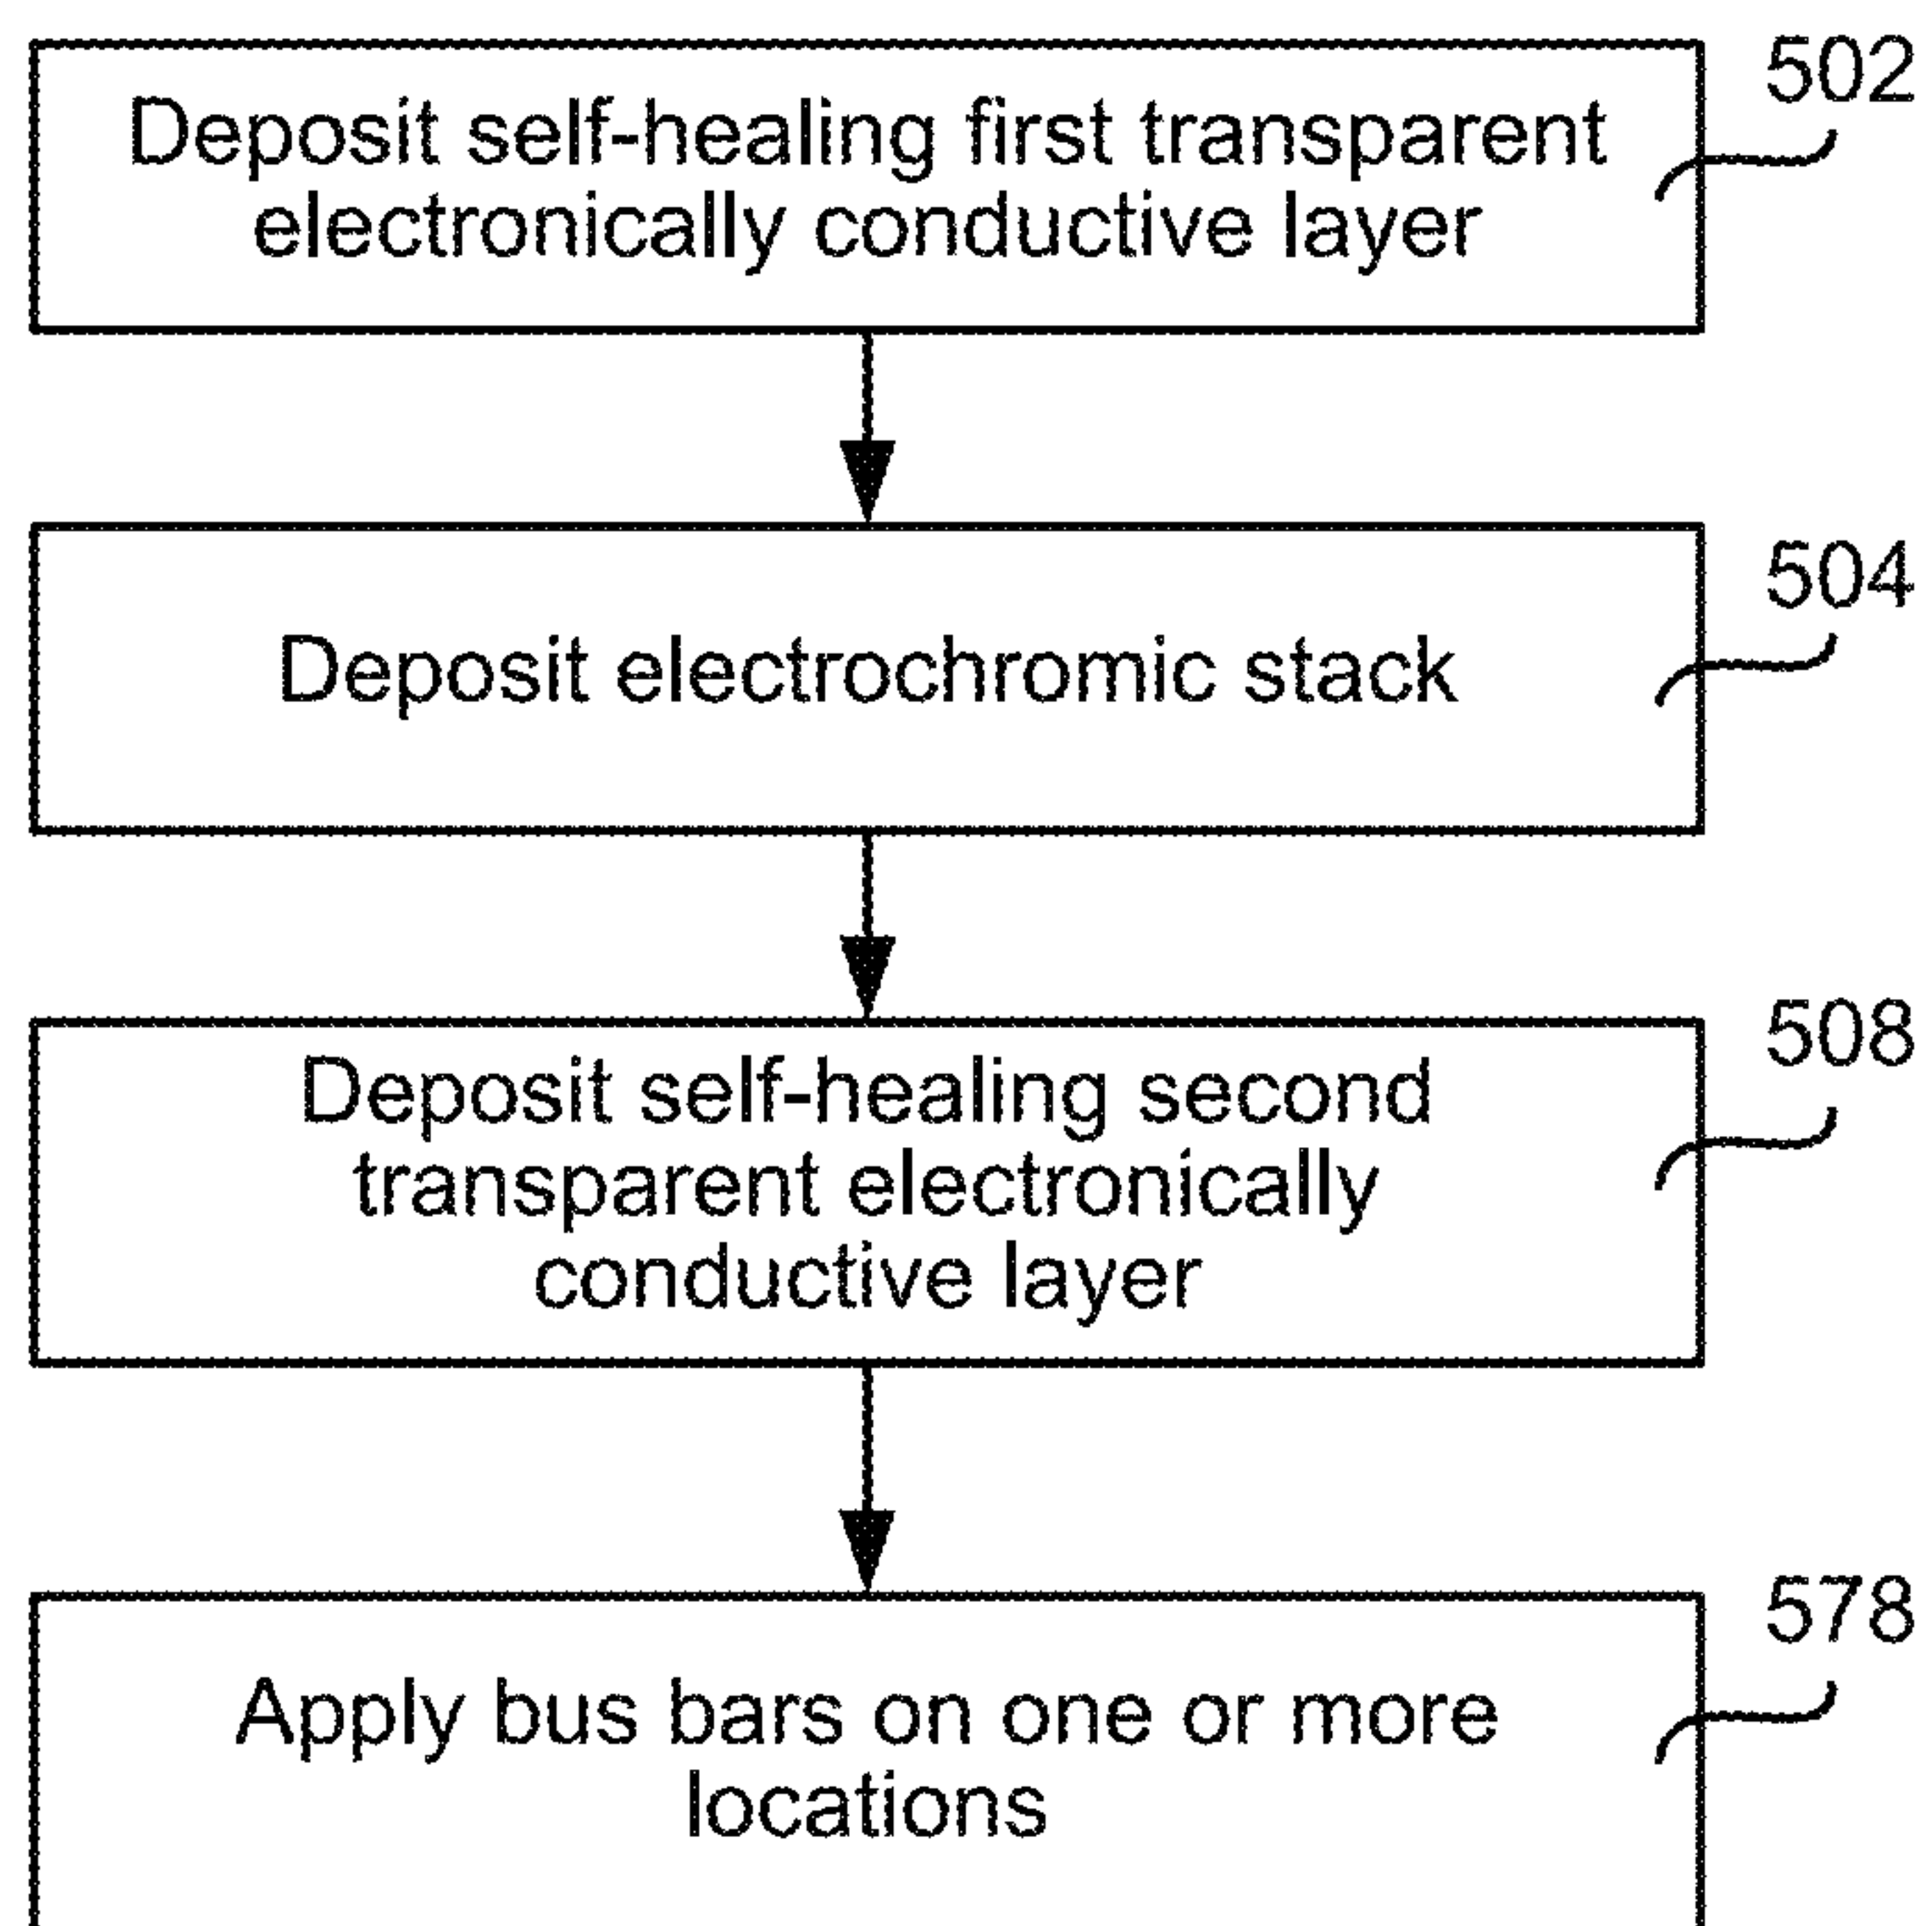 502
Deposit self-healing first transparent
electronically conductive layer
504
Deposit electrochromic stack
508
Deposit self-healing second
transparent electronically
conductive layer
578
Apply bus bars on one or more
locations